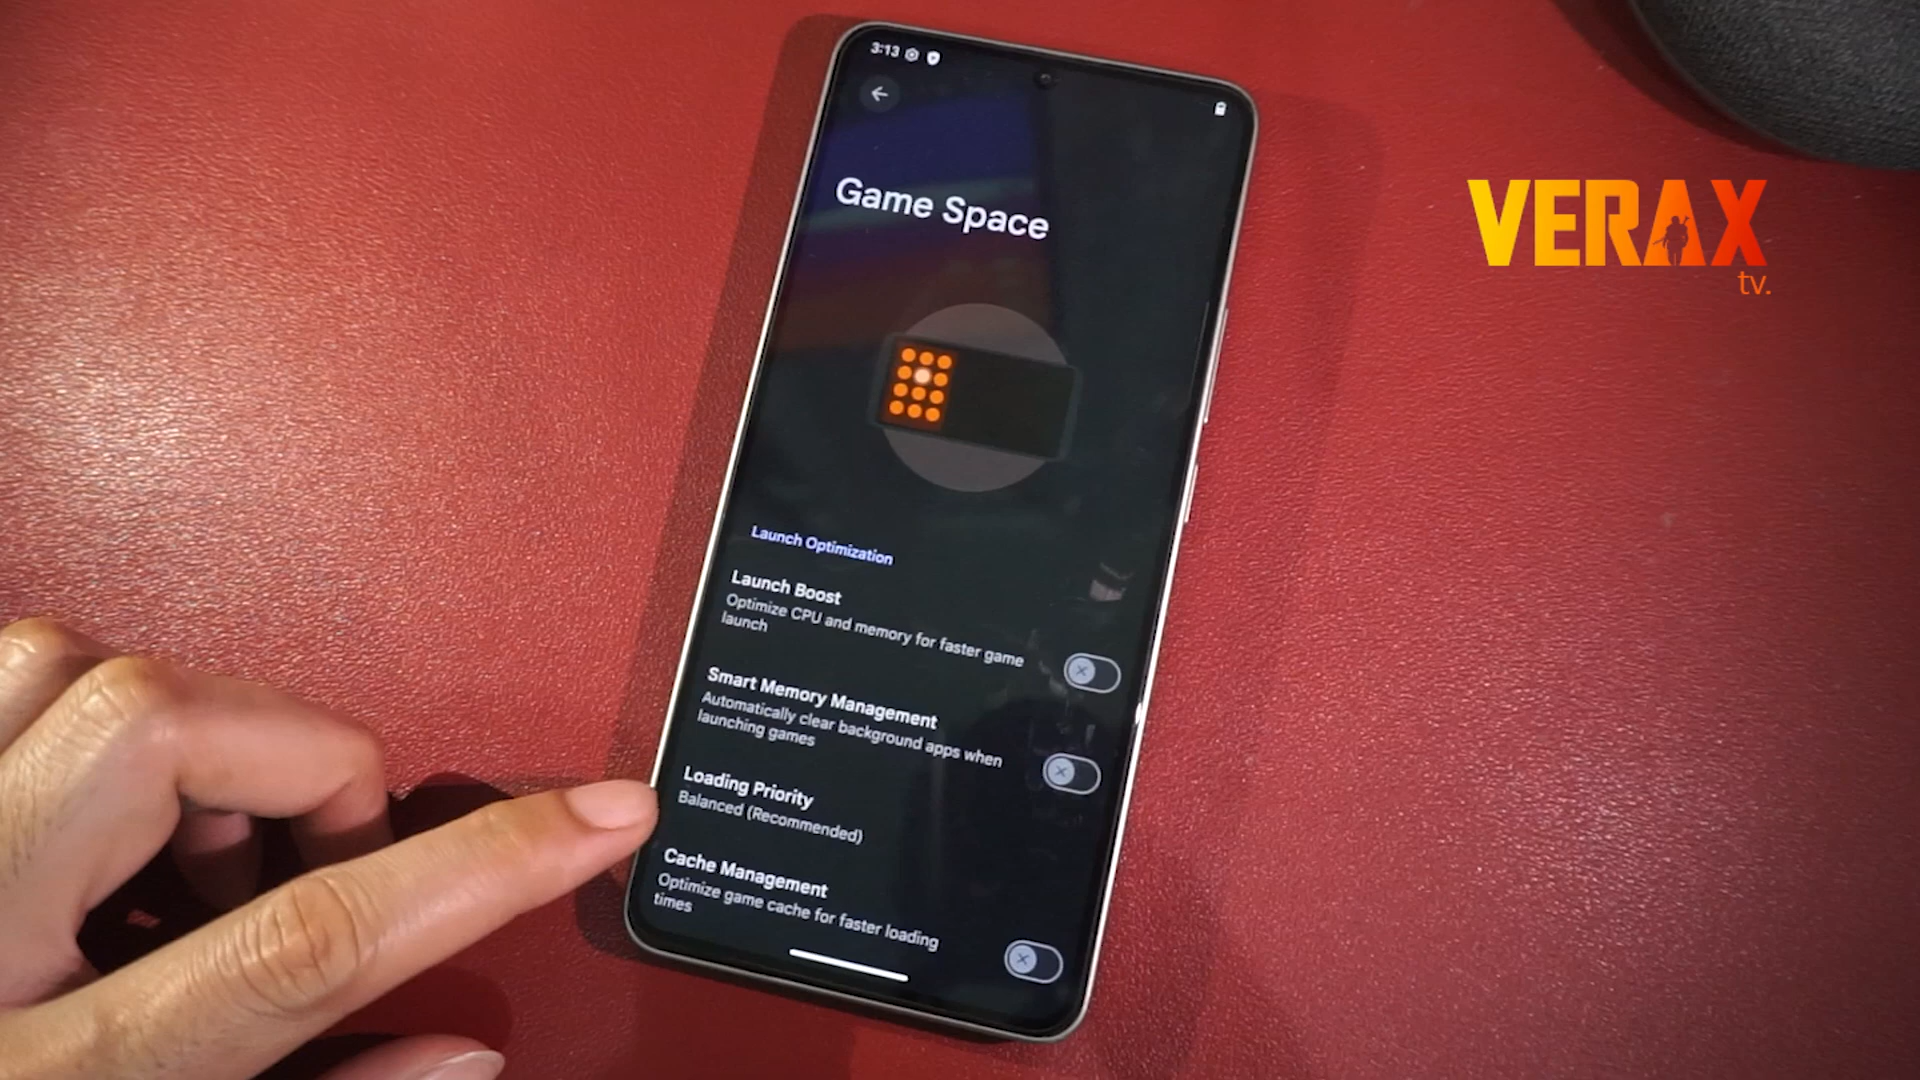 3:13
Game Space
VERAX
tv.
Launch Optimization
Launch Boost
Optimize CPU and memory for faster game
launch
Smart Memory Management
Automatically clear background apps when
launching games
Loading Priority
Balanced (Recommended)
Cache Management
Optimize game cache for faster loading
times